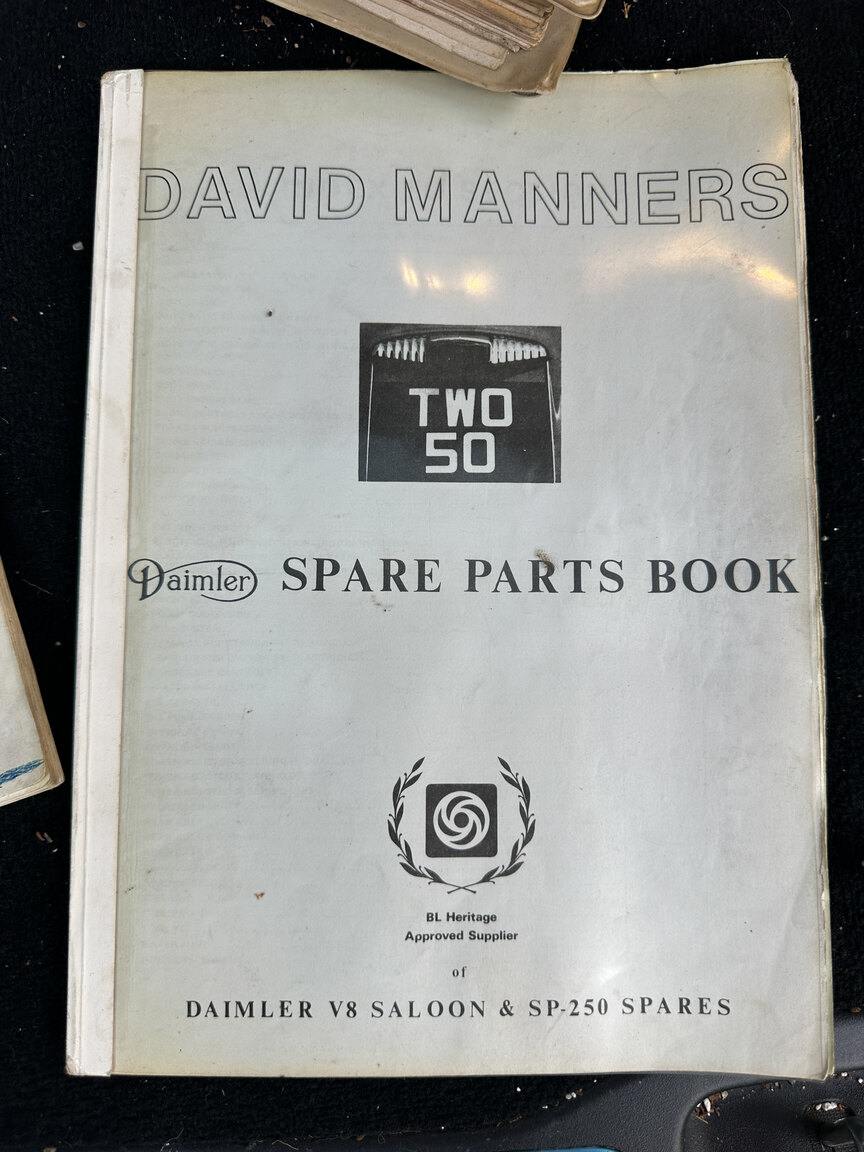 DAVID MANNERS
TWO
50
Daimler SPARE PARTS BOOK
BL Heritage
Approved Supplier
of
DAIMLER V8 SALOON & SP-250 SPARES